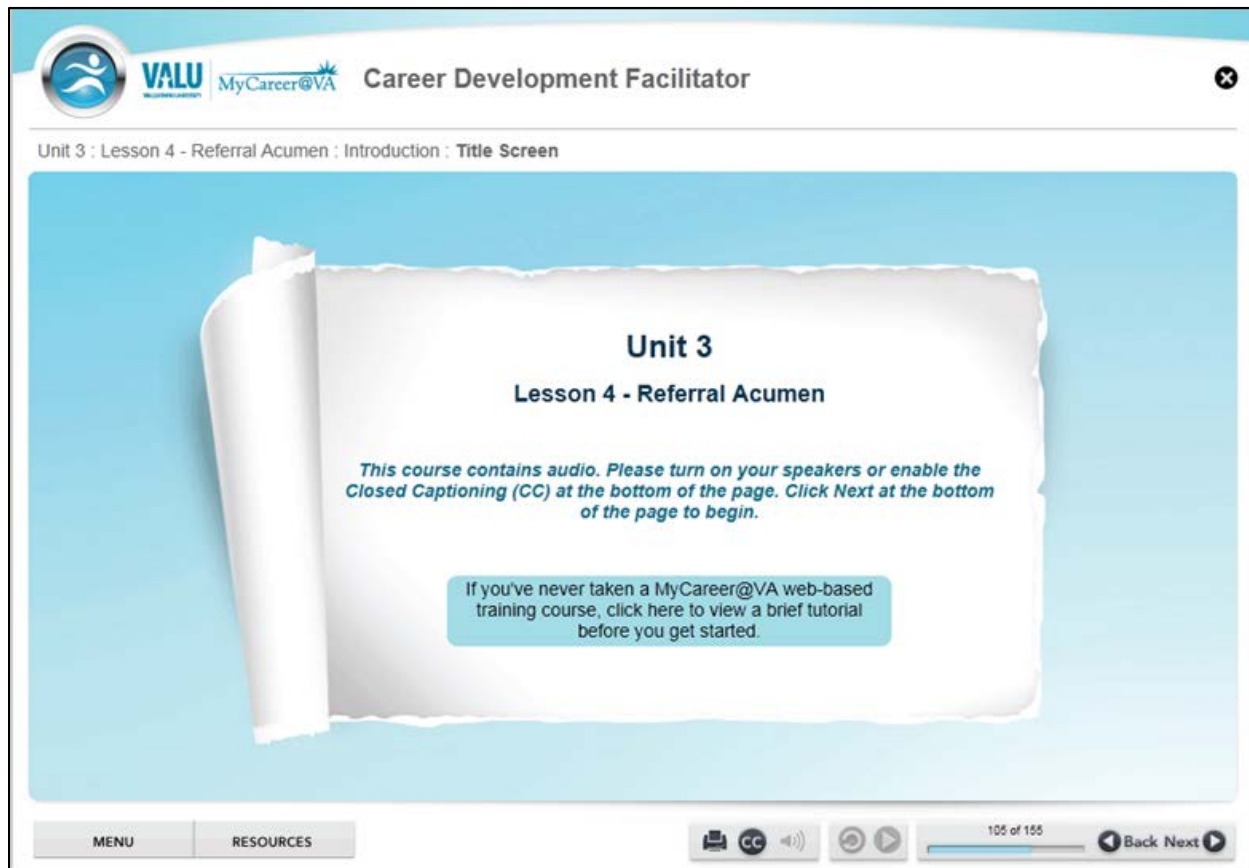 VALU
MyCareer@VA
Career Development Facilitator
Unit 3 : Lesson 4 - Referral Acumen : Introduction : Title Screen
Unit 3
Lesson 4 - Referral Acumen
This course contains audio. Please turn on your speakers or enable the
Closed Captioning (CC) at the bottom of the page. Click Next at the bottom
of the page to begin.
If you've never taken a MyCareer@VA web-based
training course, click here to view a brief tutorial
before you get started.
MENU
RESOURCES
CC
105 of 155
Back Next